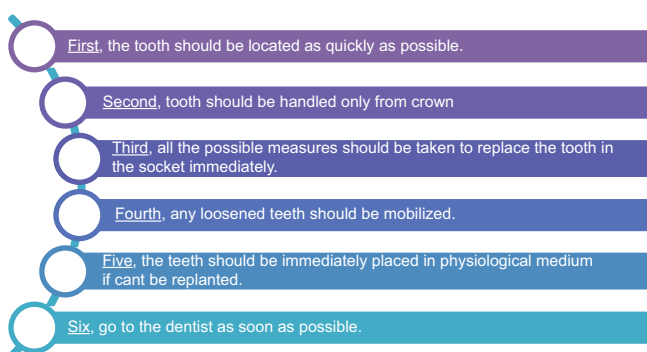 First, the tooth should be located as quickly as possible.
Second, tooth should be handled only from crown
Third, all the possible measures should be taken to replace the tooth in
the socket immediately.
Fourth, any loosened teeth should be mobilized.
Five, the teeth should be immediately placed in physiological medium
if cant be replanted.
Six, go to the dentist as soon as possible.